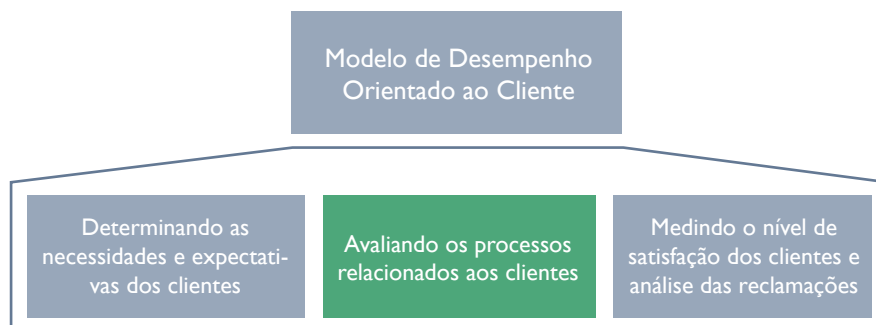 Modelo de Desempenho
Orientado ao Cliente
Determinando as
necessidades e expectati-
vas dos clientes
Avaliando os processos
relacionados aos clientes
Medindo o nível de
satisfação dos clientes e
análise das reclamações